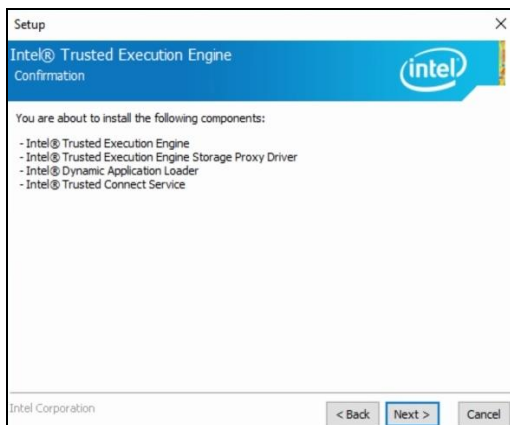 Setup
Intel® Trusted Execution Engine
Confirmation
intel
You are about to install the following components:
- Intel® Trusted Execution Engine
- Intel® Trusted Execution Engine Storage Proxy Driver
- Intel® Dynamic Application Loader
- Intel® Trusted Connect Service
Intel Corporation
< Back Next > Cancel